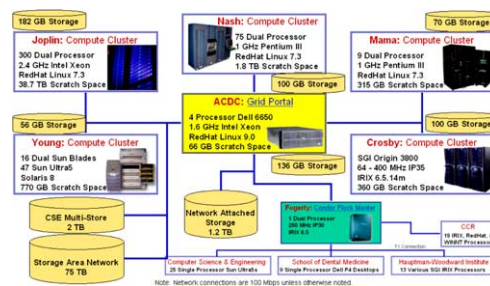 182 GB Storage
Joplin: Compute Cluster
300 Dual Processor
2.4 GHz Intel Xeon
RedHat Linux 7.3
38.7 TB Scratch Space
Nash: Compute Cluster
75 Dual Processor
1 GHz Pentium III
RedHat Linux 7.3
1.8 TB Scratch Space
70 GB Storage
Mama: Compute Cluster
9 Dual Processor
1 GHz Pentium III
RedHat Linux 7.3
315 GB Scratch Space
100 GB Storage
ACDC: Grid Portal
4 Processor Dell 6650
1.6 GHz Intel Xeon
RedHat Linux 9.0
66 GB Scratch Space
56 GB Storage
Young: Compute Cluster
16 Dual Sun Blades
47 Sun Ultra5
Solaris 8
770 GB Scratch Space
100 GB Storage
Crosby: Compute Cluster
SGI Origin 3800
64 - 400 MHz IP35
IRIX 6.5.14m
360 GB Scratch Space
136 GB Storage
CSE Multi-Store
2 TB
Network Attached
Storage
1.2 TB
Storage Area Network
75 TB
Fogerty: Condor Flock Master
1 Dual Processor
250 MHz IP30
IRIX 6.5
CCR
19 IRIX, RedHat, &
WINNT Processors
T1 Connection
Computer Science & Engineering
25 Single Processor Sun Ultra5s
School of Dental Medicine
9 Single Processor Dell P4 Desktops
Hauptman-Woodward Institute
13 Various SGI IRIX Processors
Note: Network connections are 100 Mbps unless otherwise noted.